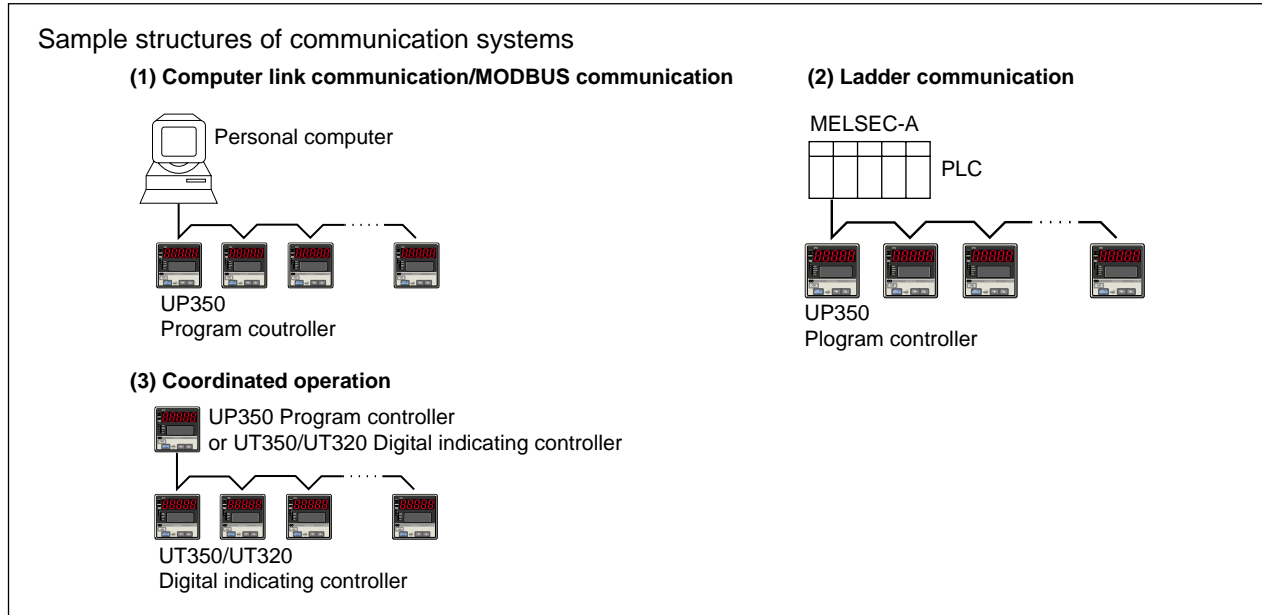 Sample structures of communication systems
(1) Computer link communication/MODBUS communication
Personal computer
UP350
Program coutroller
(2) Ladder communication
MELSEC-A
PLC
UP350
Plogram controller
(3) Coordinated operation
UP350 Program controller
or UT350/UT320 Digital indicating controller
UT350/UT320
Digital indicating controller